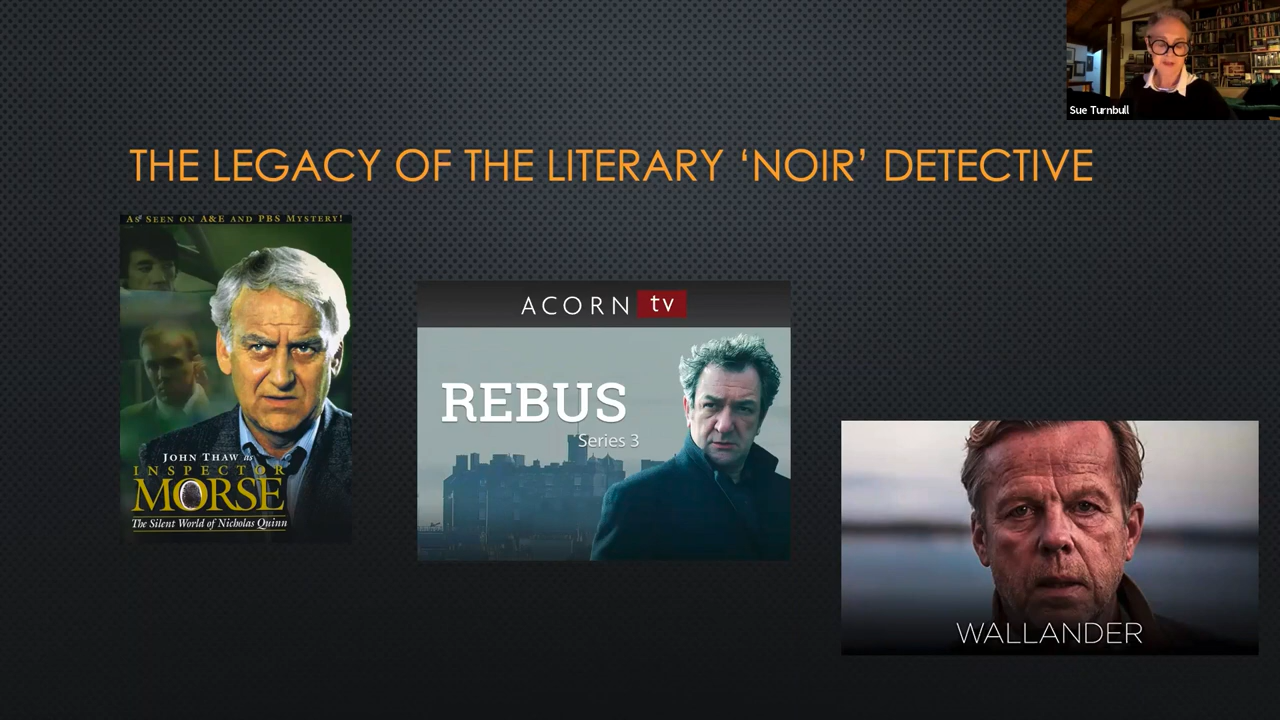 Sue Turnbull
THE LEGACY OF THE LITERARY ‘NOIR’ DETECTIVE
AS SEEN ON A&E AND PBS MYSTERY!
JOHN THAW as
INSPECTOR
MORSE
The Silent World of Nicholas Quinn
ACORN tv
REBUS
Series 3
WALLANDER